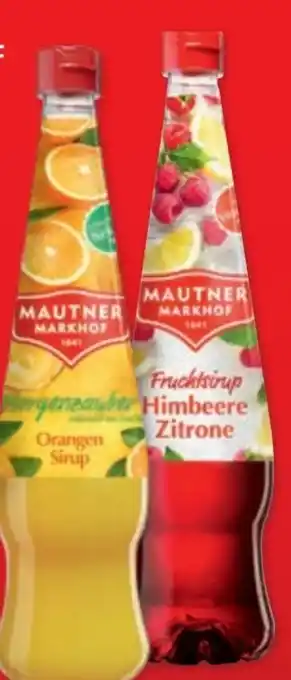 MAUTNER
MARKHOF
1841
Orangen
Sirup
MAUTNER
MARKHOF
1841
Fruchtsirup
Himbeere
Zitrone